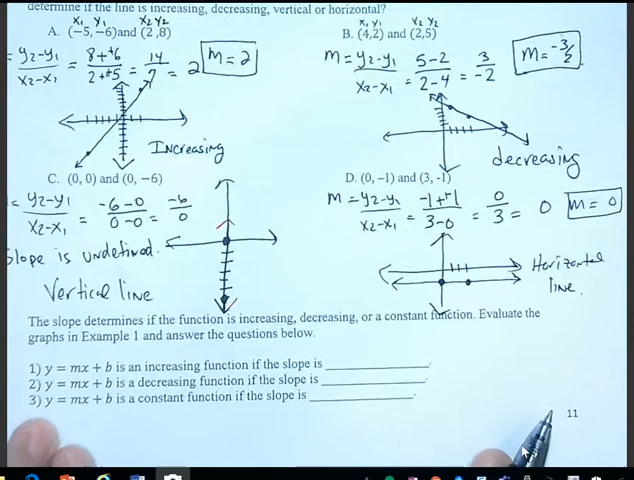 determine if the line is increasing, decreasing, vertical or horizontal?
x₁ y₁ x₂ y₂
A. (−5, −6)and (2 ,8)
= y₂-y₁ / x₂-x₁ = 8+⁺6 / 2+⁺5 = 14 / 7 = 2 m = 2
Increasing
x₁ y₁ x₂ y₂
B. (4,2) and (2,5)
m = y₂-y₁ / x₂-x₁ = 5-2 / 2-4 = 3 / -2 m = -3/2
decreasing
C. (0, 0) and (0, −6)
= y₂-y₁ / x₂-x₁ = -6-0 / 0-0 = -6 / 0
Slope is undefined.
Vertical line
D. (0, −1) and (3, -1)
m = y₂-y₁ / x₂-x₁ = -1+⁺1 / 3-0 = 0 / 3 = 0 m = 0
Horizontal
line.
The slope determines if the function is increasing, decreasing, or a constant function. Evaluate the
graphs in Example 1 and answer the questions below.
1) y = mx + b is an increasing function if the slope is ______________.
2) y = mx + b is a decreasing function if the slope is ______________.
3) y = mx + b is a constant function if the slope is ______________.
11